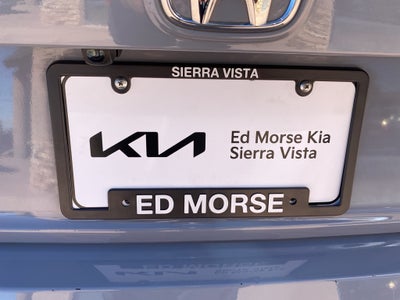 SIERRA VISTA
KIA
Ed Morse Kia
Sierra Vista
ED MORSE